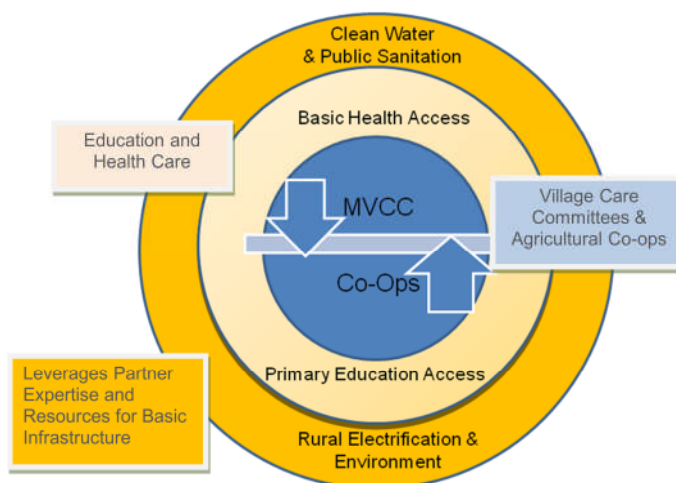 Clean Water
& Public Sanitation
Basic Health Access
Education and
Health Care
MVCC
Village Care
Committees &
Agricultural Co-ops
Co-Ops
Primary Education Access
Leverages Partner
Expertise and
Resources for Basic
Infrastructure
Rural Electrification &
Environment